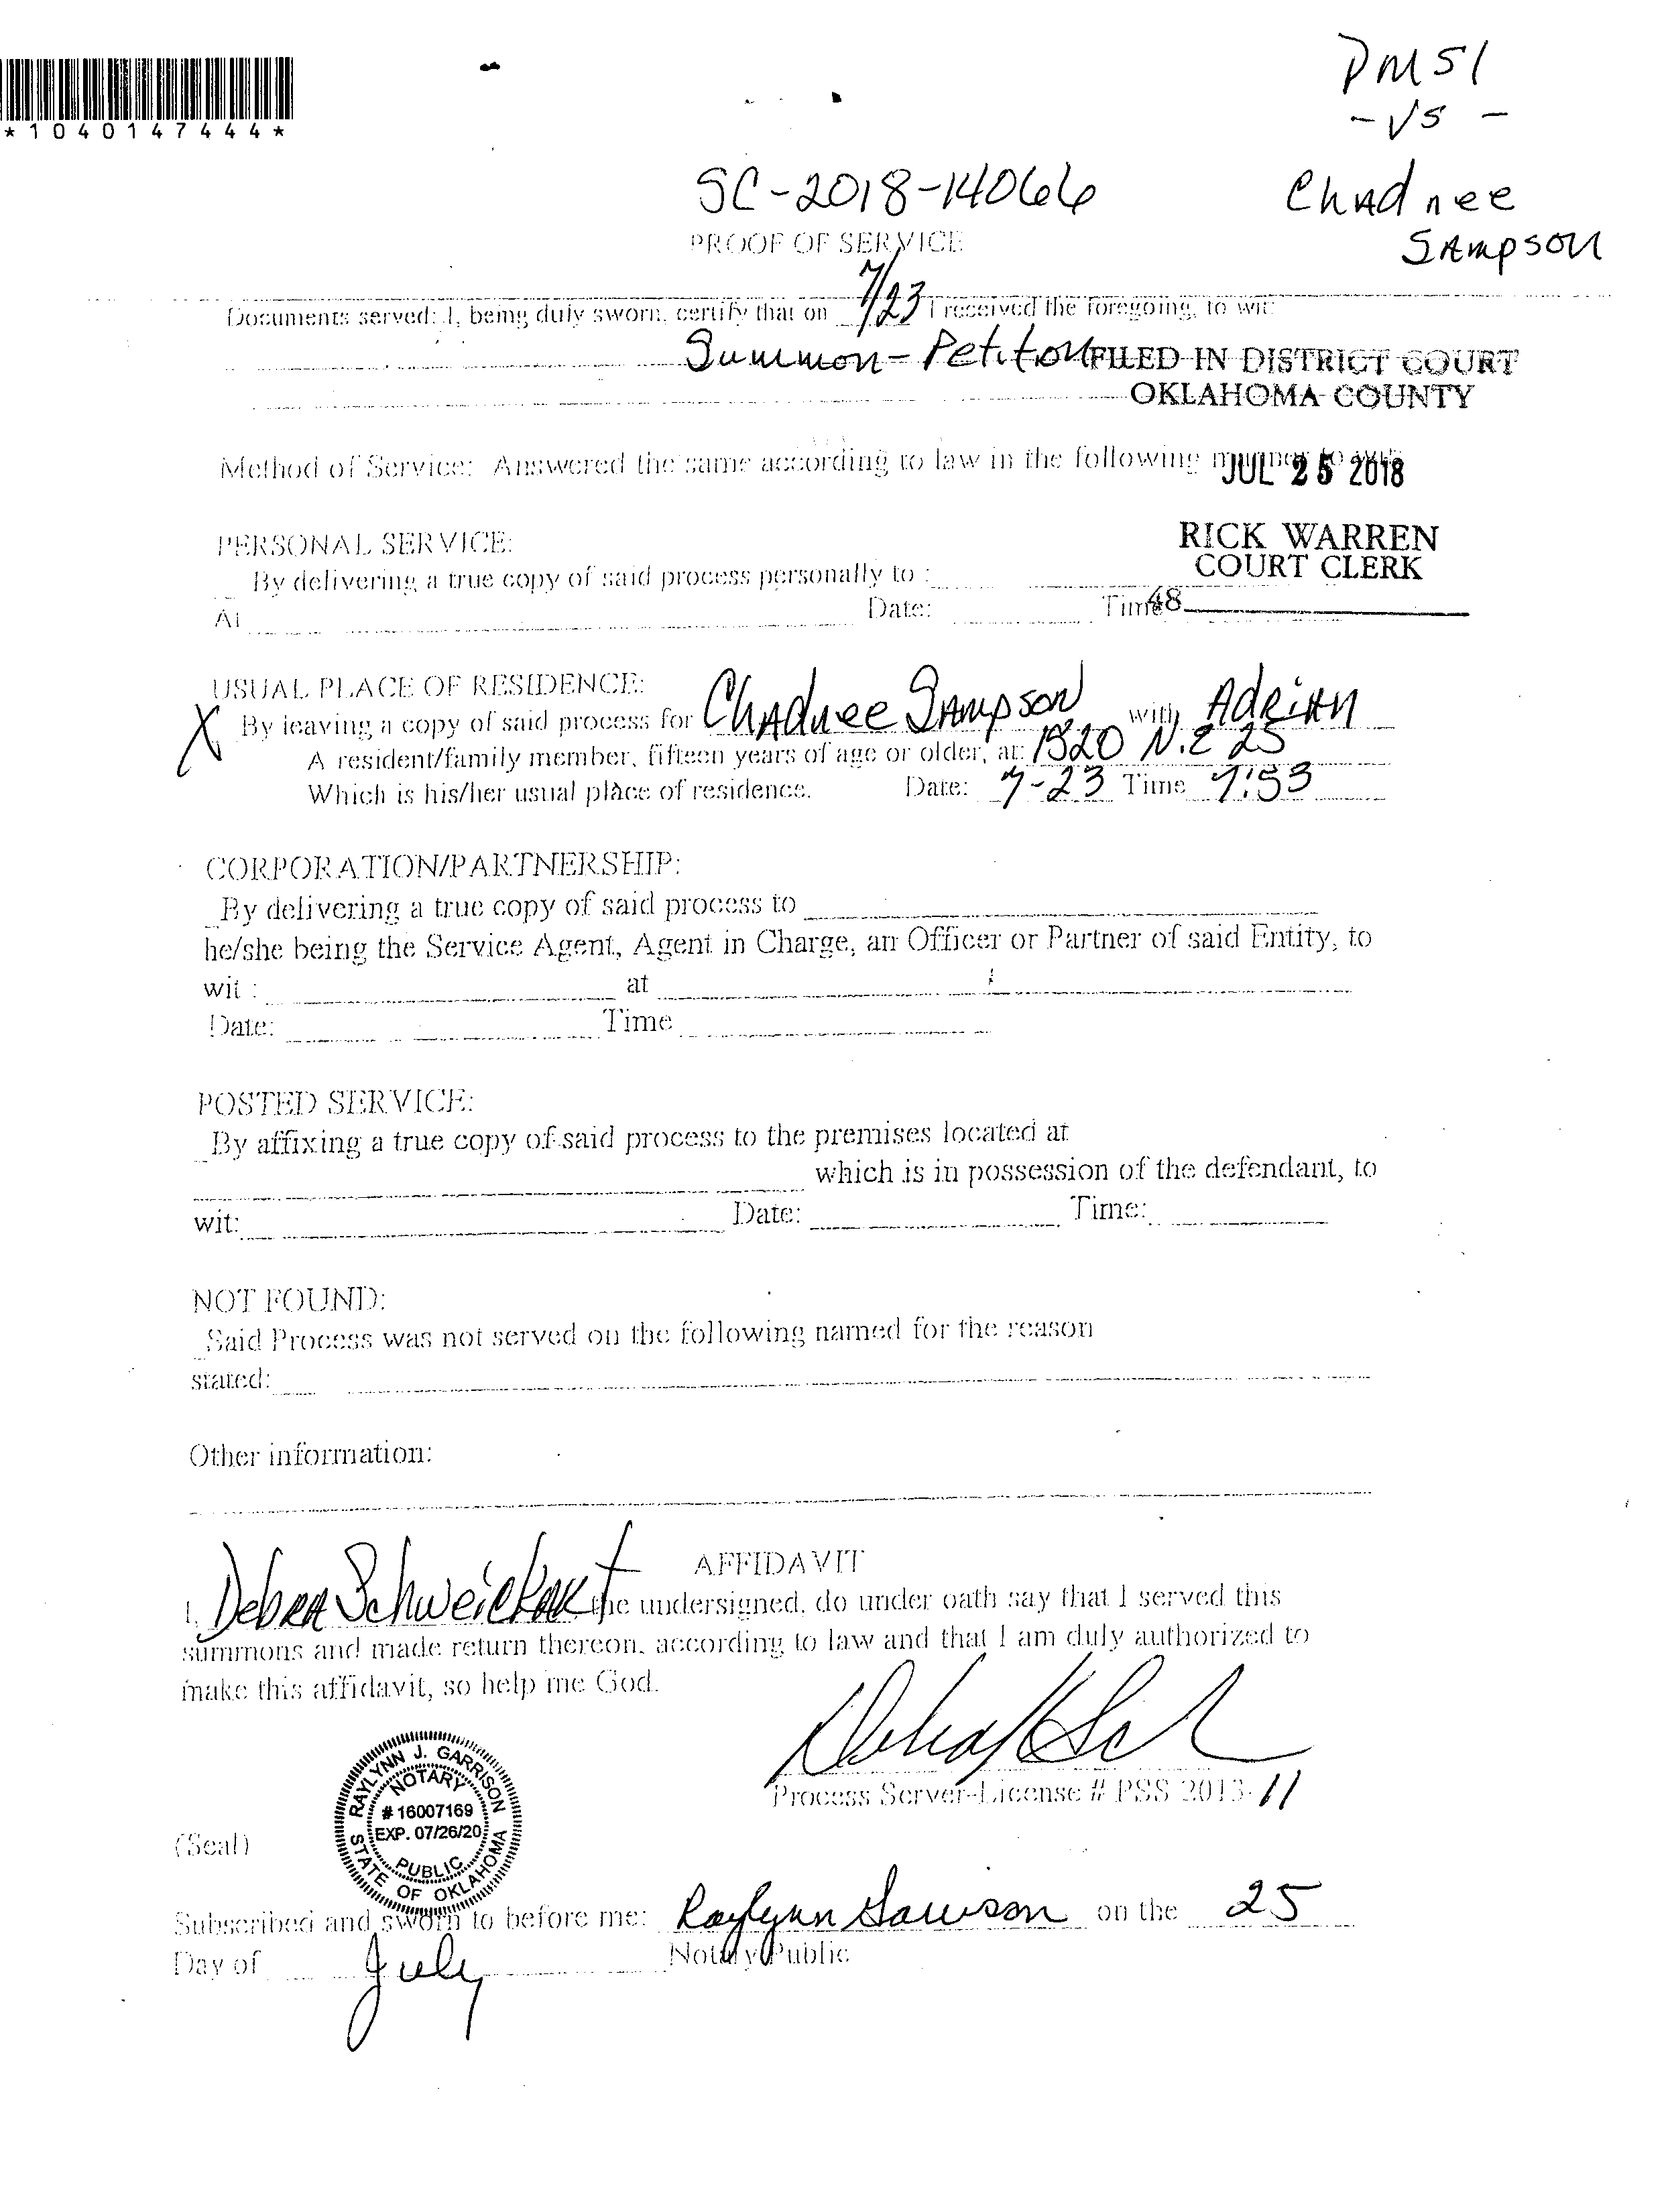 *1040147444*
PMSI
-VS-
Chadnee
Sampson
SC-2018-14066
PROOF OF SERVICE
Documents served: I, being duly sworn, certify that on 7/23 I received the foregoing, to wit:
Summon-Petiton
FILED IN DISTRICT COURT
OKLAHOMA COUNTY
Method of Service: Answered the same according to law in the following manner to wit:
JUL 25 2018
RICK WARREN
COURT CLERK
48
PERSONAL SERVICE:
By delivering a true copy of said process personally to :
At Date: Time
USUAL PLACE OF RESIDENCE:
X By leaving a copy of said process for Chadnee Sampson with Adrian
A resident/family member, fifteen years of age or older, at: N.E 25
Which is his/her usual place of residence. Date: 7-23 Time 7:53
CORPORATION/PARTNERSHIP:
By delivering a true copy of said process to
he/she being the Service Agent, Agent in Charge, an Officer or Partner of said Entity, to
wit : at
Date: Time
POSTED SERVICE:
By affixing a true copy of said process to the premises located at
which is in possession of the defendant, to
wit: Date: Time:
NOT FOUND:
Said Process was not served on the following named for the reason
stated:
Other information:
AFFIDAVIT
I, Debra Schweickart the undersigned, do under oath say that I served this
summons and made return thereon, according to law and that I am duly authorized to
make this affidavit, so help me God.
Process Server-License # PSS 2013-11
(Seal)
RAYLYNN J. GARRISON
NOTARY
# 16007169
EXP. 07/26/20
PUBLIC
STATE OF OKLAHOMA
Subscribed and sworn to before me: Raylynn Garrison on the 25
Day of July Notary Public